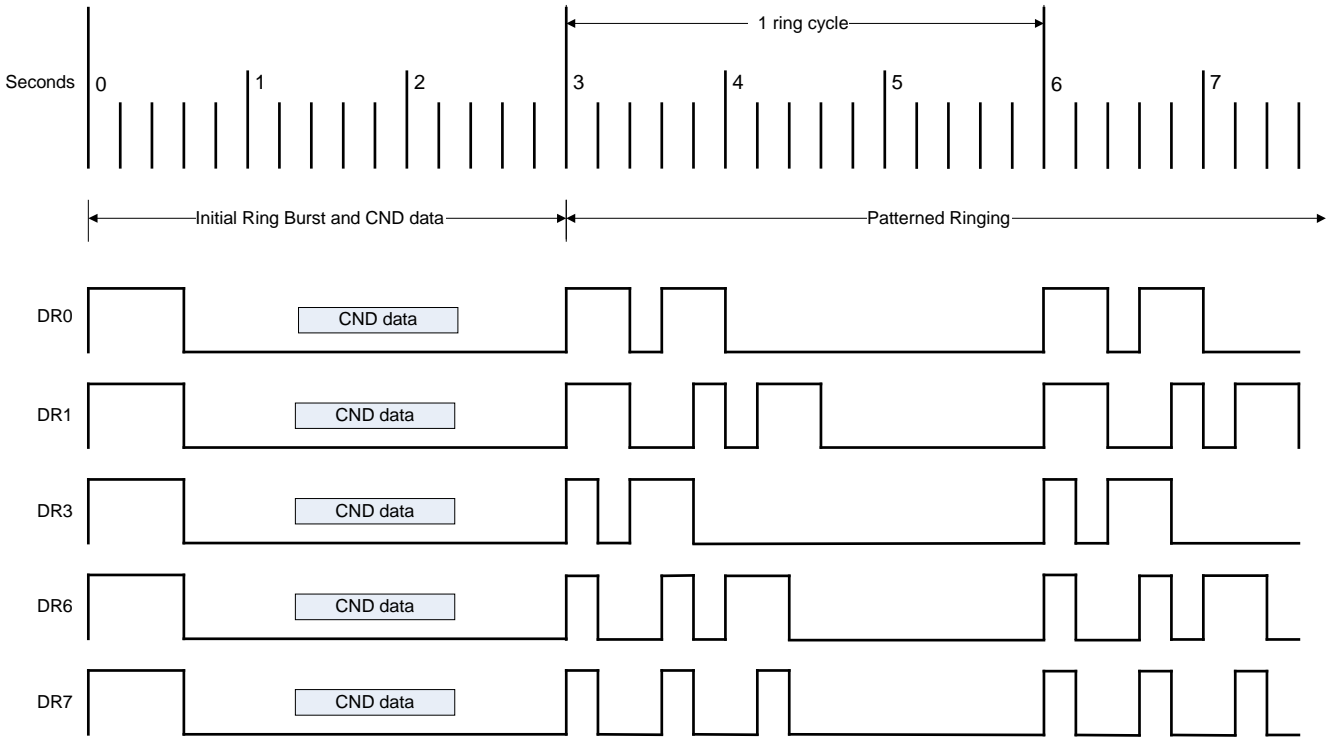 1 ring cycle
Seconds 0 1 2 3 4 5 6 7
Initial Ring Burst and CND data Patterned Ringing
DR0 CND data
DR1 CND data
DR3 CND data
DR6 CND data
DR7 CND data